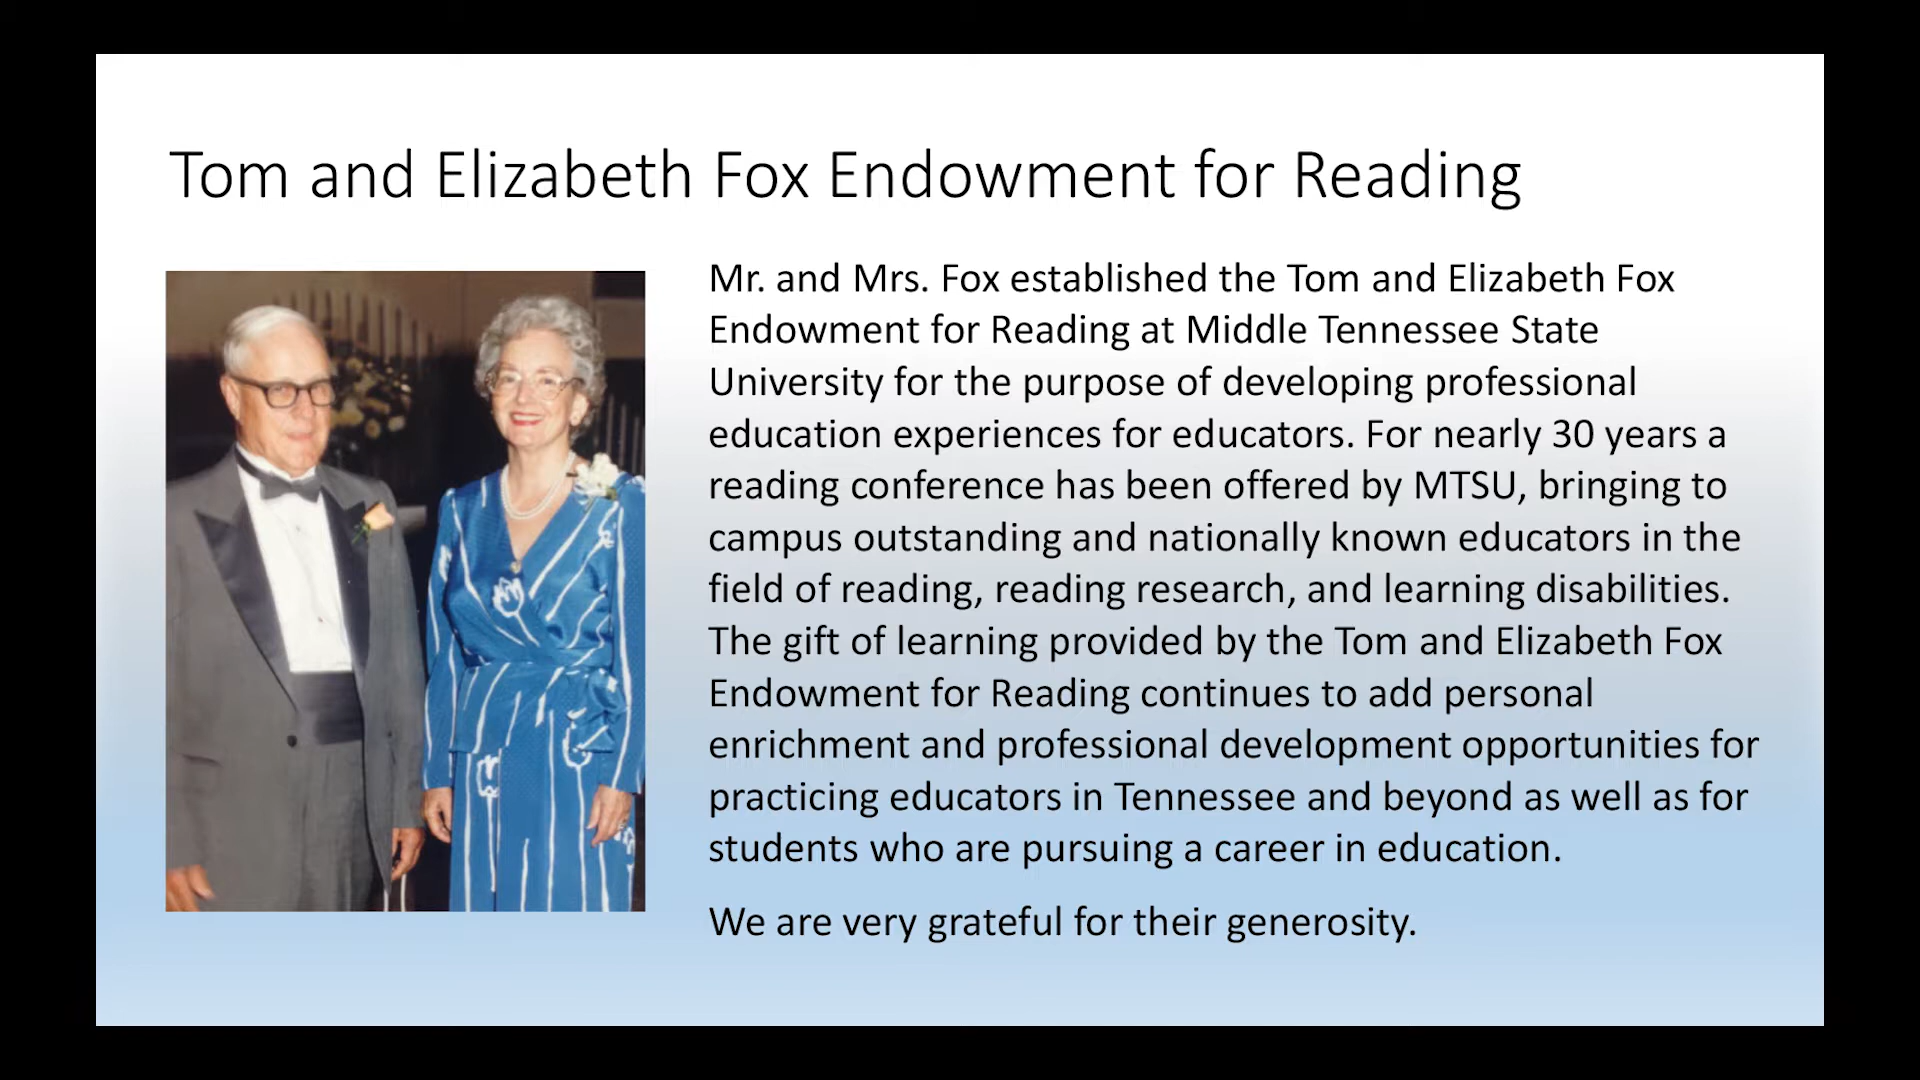 Tom and Elizabeth Fox Endowment for Reading
Mr. and Mrs. Fox established the Tom and Elizabeth Fox
Endowment for Reading at Middle Tennessee State
University for the purpose of developing professional
education experiences for educators. For nearly 30 years a
reading conference has been offered by MTSU, bringing to
campus outstanding and nationally known educators in the
field of reading, reading research, and learning disabilities.
The gift of learning provided by the Tom and Elizabeth Fox
Endowment for Reading continues to add personal
enrichment and professional development opportunities for
practicing educators in Tennessee and beyond as well as for
students who are pursuing a career in education.
We are very grateful for their generosity.